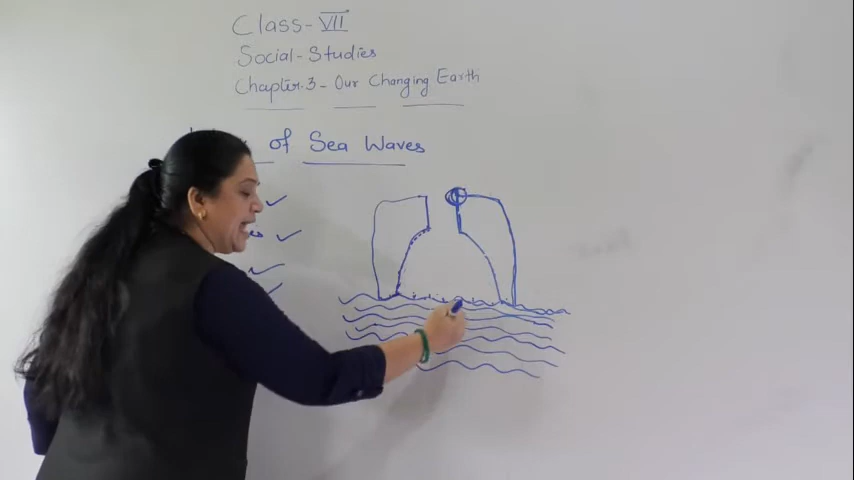 Class-VII
Social-Studies
Chapter.3- Our Changing Earth
of Sea Waves